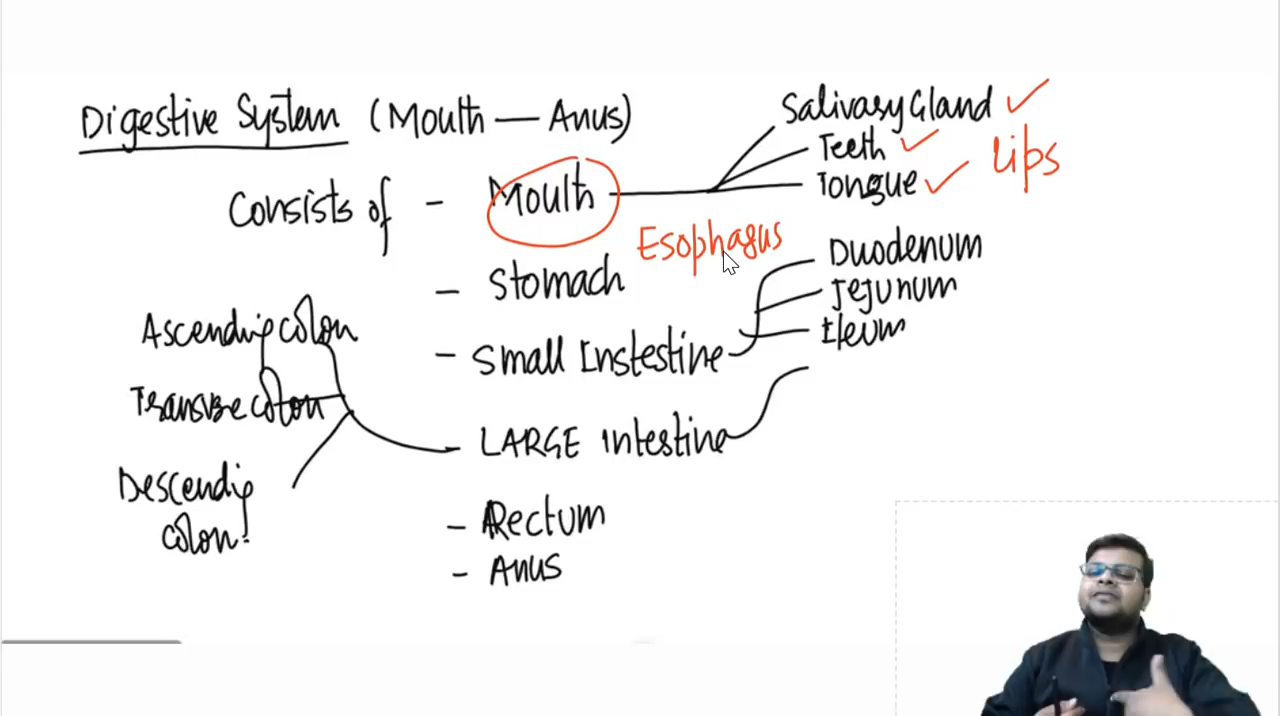 Digestive System (Mouth — Anus)
Salivary Gland ✓
Teeth ✓
Lips
Tongue ✓
Consists of - Mouth
Esophagus
Duodenum
- Stomach
Jejunum
Ileum
Ascending colon
- Small Instestine
Transvse colon
- LARGE Intestine
Descending
colon
- Rectum
- Anus